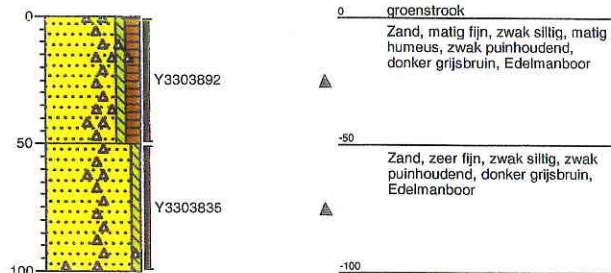 0
0 groenstrook
Zand, matig fijn, zwak siltig, matig
humeus, zwak puinhoudend,
donker grijsbruin, Edelmanboor
Y3303892
50
-50
Zand, zeer fijn, zwak siltig, zwak
puinhoudend, donker grijsbruin,
Edelmanboor
Y3303835
100
-100